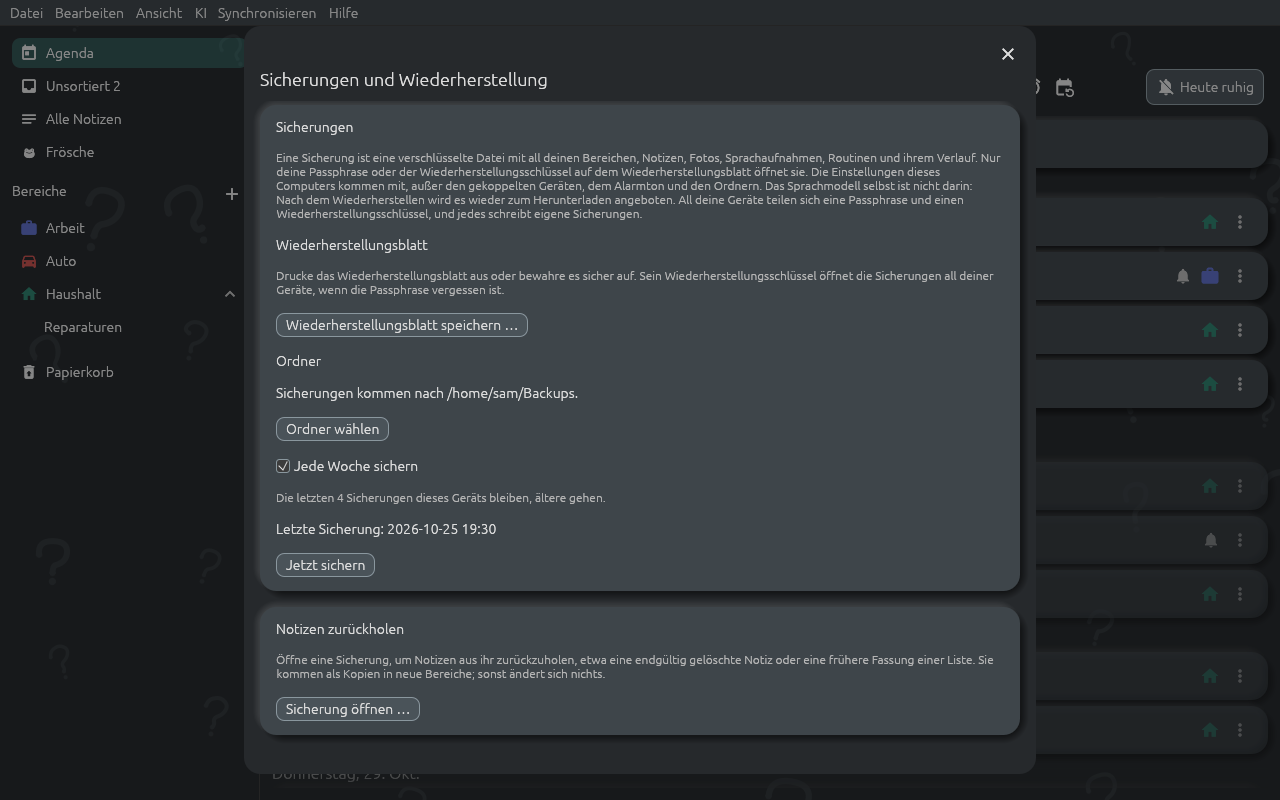 Datei Bearbeiten Ansicht KI Synchronisieren Hilfe
Agenda
Unsortiert 2
Alle Notizen
Frösche
Bereiche
Arbeit
Auto
Haushalt
Reparaturen
Papierkorb
Heute ruhig
Sicherungen und Wiederherstellung
Sicherungen
Eine Sicherung ist eine verschlüsselte Datei mit all deinen Bereichen, Notizen, Fotos, Sprachaufnahmen, Routinen und ihrem Verlauf. Nur
deine Passphrase oder der Wiederherstellungsschlüssel auf dem Wiederherstellungsblatt öffnet sie. Die Einstellungen dieses
Computers kommen mit, außer den gekoppelten Geräten, dem Alarmton und den Ordnern. Das Sprachmodell selbst ist nicht darin:
Nach dem Wiederherstellen wird es wieder zum Herunterladen angeboten. All deine Geräte teilen sich eine Passphrase und einen
Wiederherstellungsschlüssel, und jedes schreibt eigene Sicherungen.
Wiederherstellungsblatt
Drucke das Wiederherstellungsblatt aus oder bewahre es sicher auf. Sein Wiederherstellungsschlüssel öffnet die Sicherungen all deiner
Geräte, wenn die Passphrase vergessen ist.
Wiederherstellungsblatt speichern …
Ordner
Sicherungen kommen nach /home/sam/Backups.
Ordner wählen
Jede Woche sichern
Die letzten 4 Sicherungen dieses Geräts bleiben, ältere gehen.
Letzte Sicherung: 2026-10-25 19:30
Jetzt sichern
Notizen zurückholen
Öffne eine Sicherung, um Notizen aus ihr zurückzuholen, etwa eine endgültig gelöschte Notiz oder eine frühere Fassung einer Liste. Sie
kommen als Kopien in neue Bereiche; sonst ändert sich nichts.
Sicherung öffnen …
Donnerstag, 29. Okt.